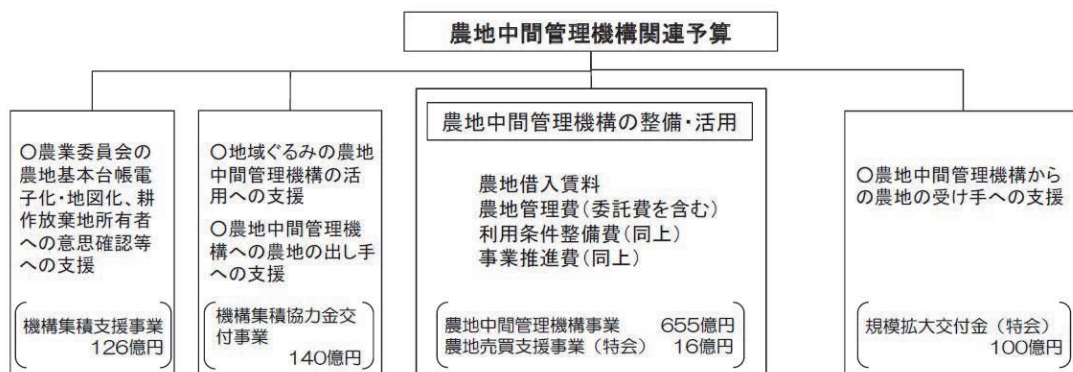 農地中間管理機構関連予算
〇農業委員会の
農地基本台帳電
子化・地図化、耕
作放棄地所有者
への意思確認等
への支援
機構集積支援事業
126億円
〇地域ぐるみの農地
中間管理機構の活
用への支援
〇農地中間管理機
構への農地の出し手
への支援
機構集積協力金交
付事業
140億円
農地中間管理機構の整備・活用
農地借入賃料
農地管理費(委託費を含む)
利用条件整備費(同上)
事業推進費(同上)
農地中間管理機構事業 655億円
農地売買支援事業(特会) 16億円
〇農地中間管理機構から
の農地の受け手への支援
規模拡大交付金(特会)
100億円